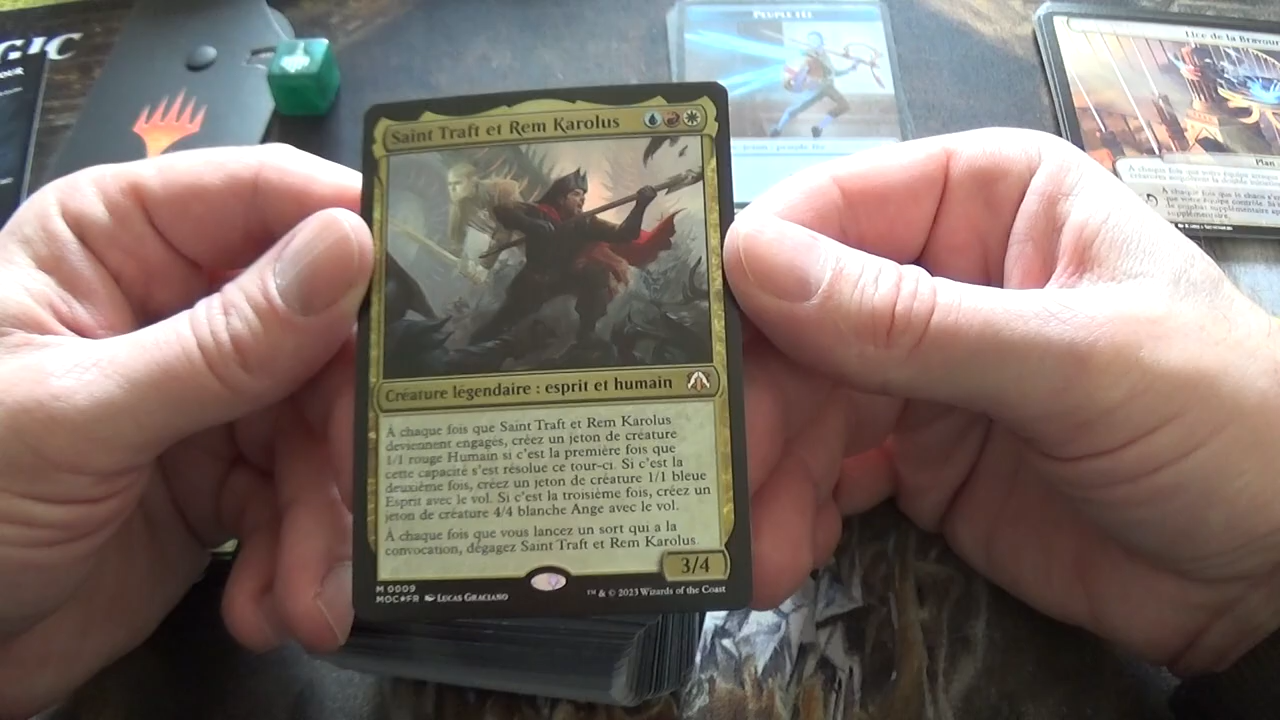 GIC
Saint Traft et Rem Karolus
Créature légendaire : esprit et humain
À chaque fois que Saint Traft et Rem Karolus
deviennent engagés, créez un jeton de créature
1/1 rouge Humain si c'est la première fois que
cette capacité s'est résolue ce tour-ci. Si c'est la
deuxième fois, créez un jeton de créature 1/1 bleue
Esprit avec le vol. Si c'est la troisième fois, créez un
jeton de créature 4/4 blanche Ange avec le vol.
À chaque fois que vous lancez un sort qui a la
convocation, dégagez Saint Traft et Rem Karolus.
3/4
M 0009
MOC★FR Lucas Graciano
™ & © 2023 Wizards of the Coast
Peuple fée
Lice de la Bravour
Plan